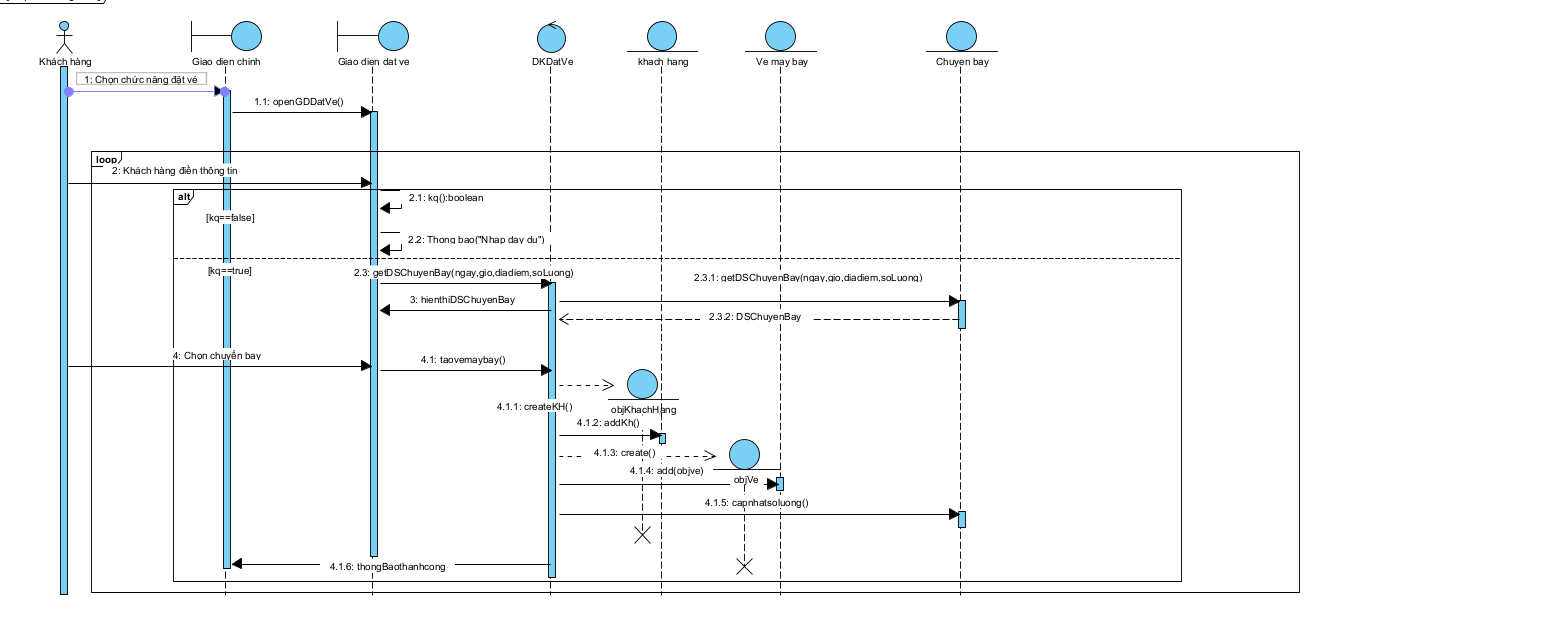 Khách hàng
Giao dien chinh
Giao dien dat ve
DKDatVe
khach hang
Ve may bay
Chuyen bay
1: Chọn chức năng đặt vé
1.1: openGDDatVe()
loop
2: Khách hàng điền thông tin
alt
2.1: kq():boolean
[kq==false]
2.2: Thong bao("Nhap day du")
[kq==true]
2.3: getDSChuyenBay(ngay,gio,diadiem,soLuong)
2.3.1: getDSChuyenBay(ngay,gio,diadiem,soLuong)
3: hienthiDSChuyenBay
2.3.2: DSChuyenBay
4: Chọn chuyến bay
4.1: taovemaybay()
4.1.1: createKH()
objKhachHang
4.1.2: addKh()
4.1.3: create()
4.1.4: add(objve)
objVe
4.1.5: capnhatsoluong()
4.1.6: thongBaothanhcong